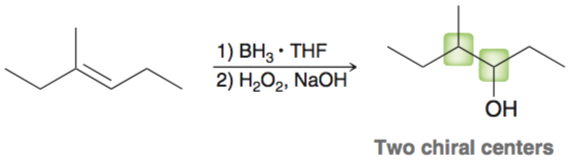 1) BH₃ · THF
2) H₂O₂, NaOH
OH
Two chiral centers